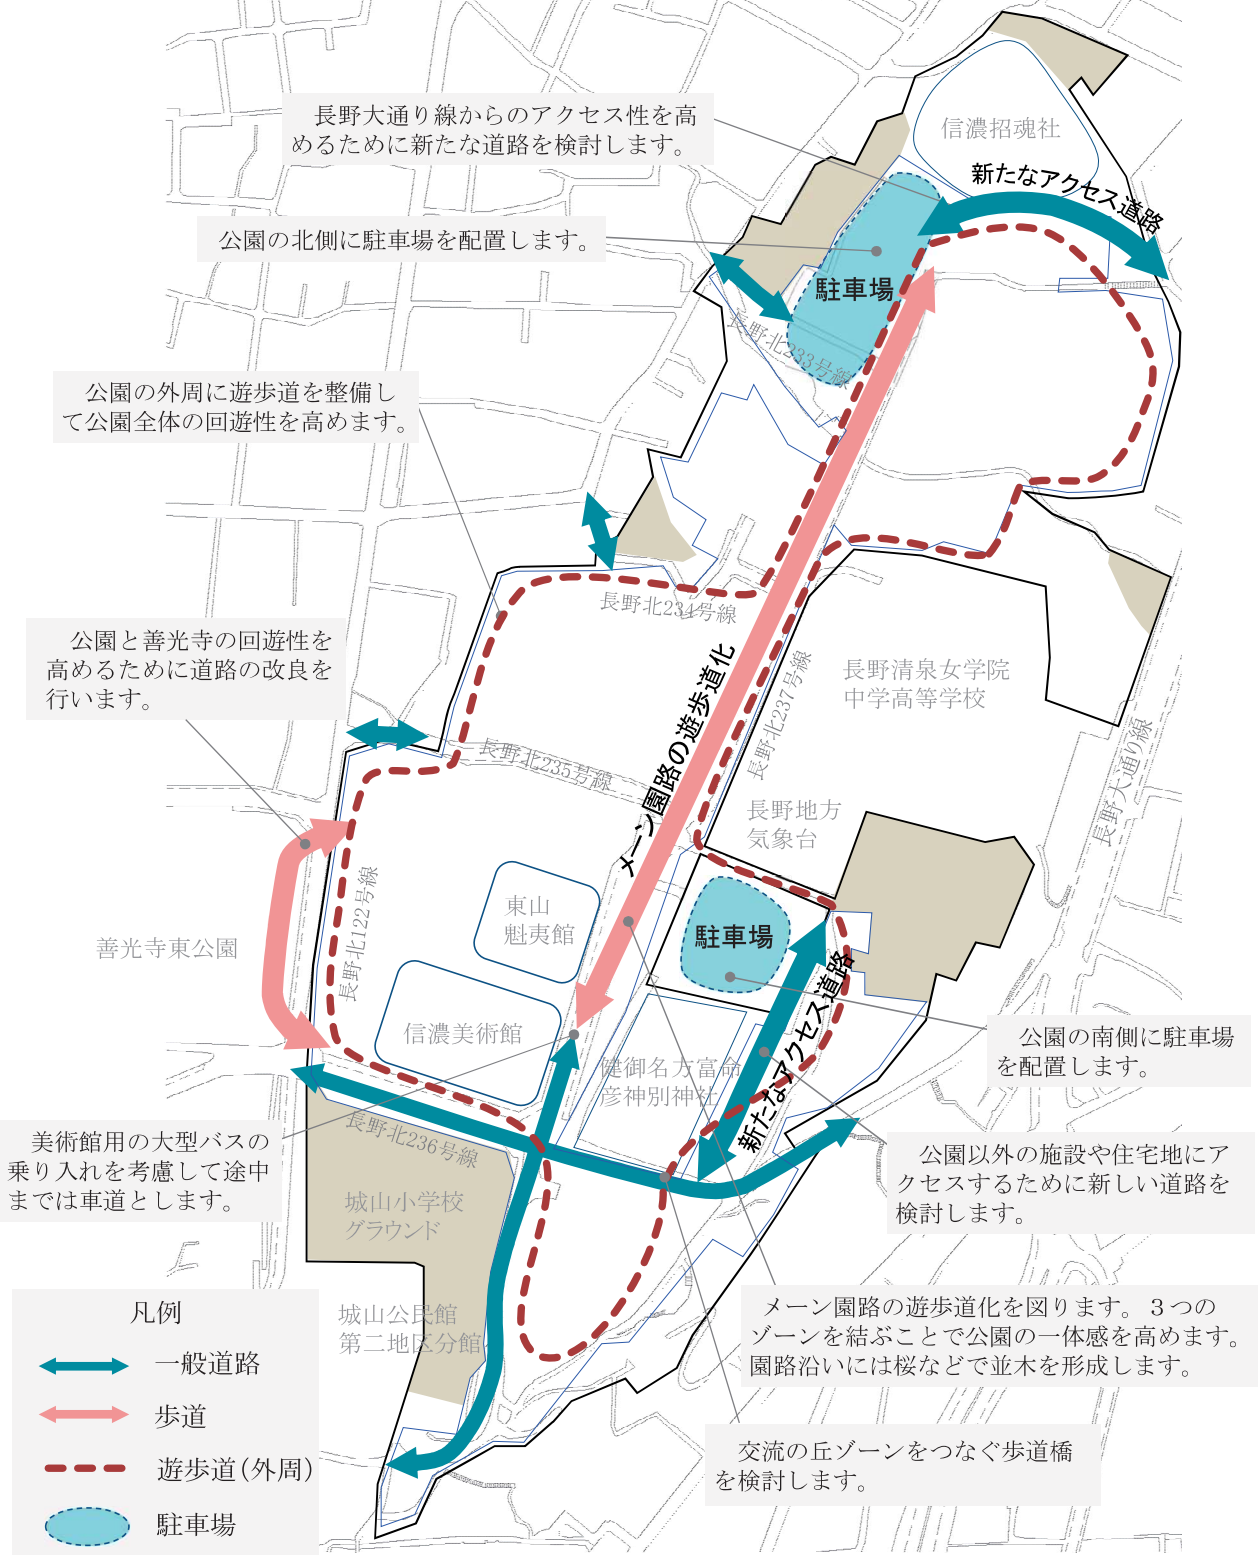 長野大通り線からのアクセス性を高
めるために新たな道路を検討します。
信濃招魂社
新たなアクセス道路
公園の北側に駐車場を配置します。
駐車場
長野北233号線
公園の外周に遊歩道を整備し
て公園全体の回遊性を高めます。
長野北234号線
公園と善光寺の回遊性を
高めるために道路の改良を
行います。
メーン園路の遊歩道化
長野北237号線
長野清泉女学院
中学高等学校
長野大通り線
長野北235号線
長野地方
気象台
長野北122号線
東山
魁夷館
駐車場
善光寺東公園
信濃美術館
新たなアクセス道路
公園の南側に駐車場
を配置します。
健御名方富命
彦神別神社
美術館用の大型バスの
乗り入れを考慮して途中
までは車道とします。
長野北236号線
公園以外の施設や住宅地にア
クセスするために新しい道路を
検討します。
城山小学校
グラウンド
城山公民館
第二地区分館
メーン園路の遊歩道化を図ります。３つの
ゾーンを結ぶことで公園の一体感を高めます。
園路沿いには桜などで並木を形成します。
交流の丘ゾーンをつなぐ歩道橋
を検討します。
凡例
一般道路
歩道
遊歩道(外周)
駐車場